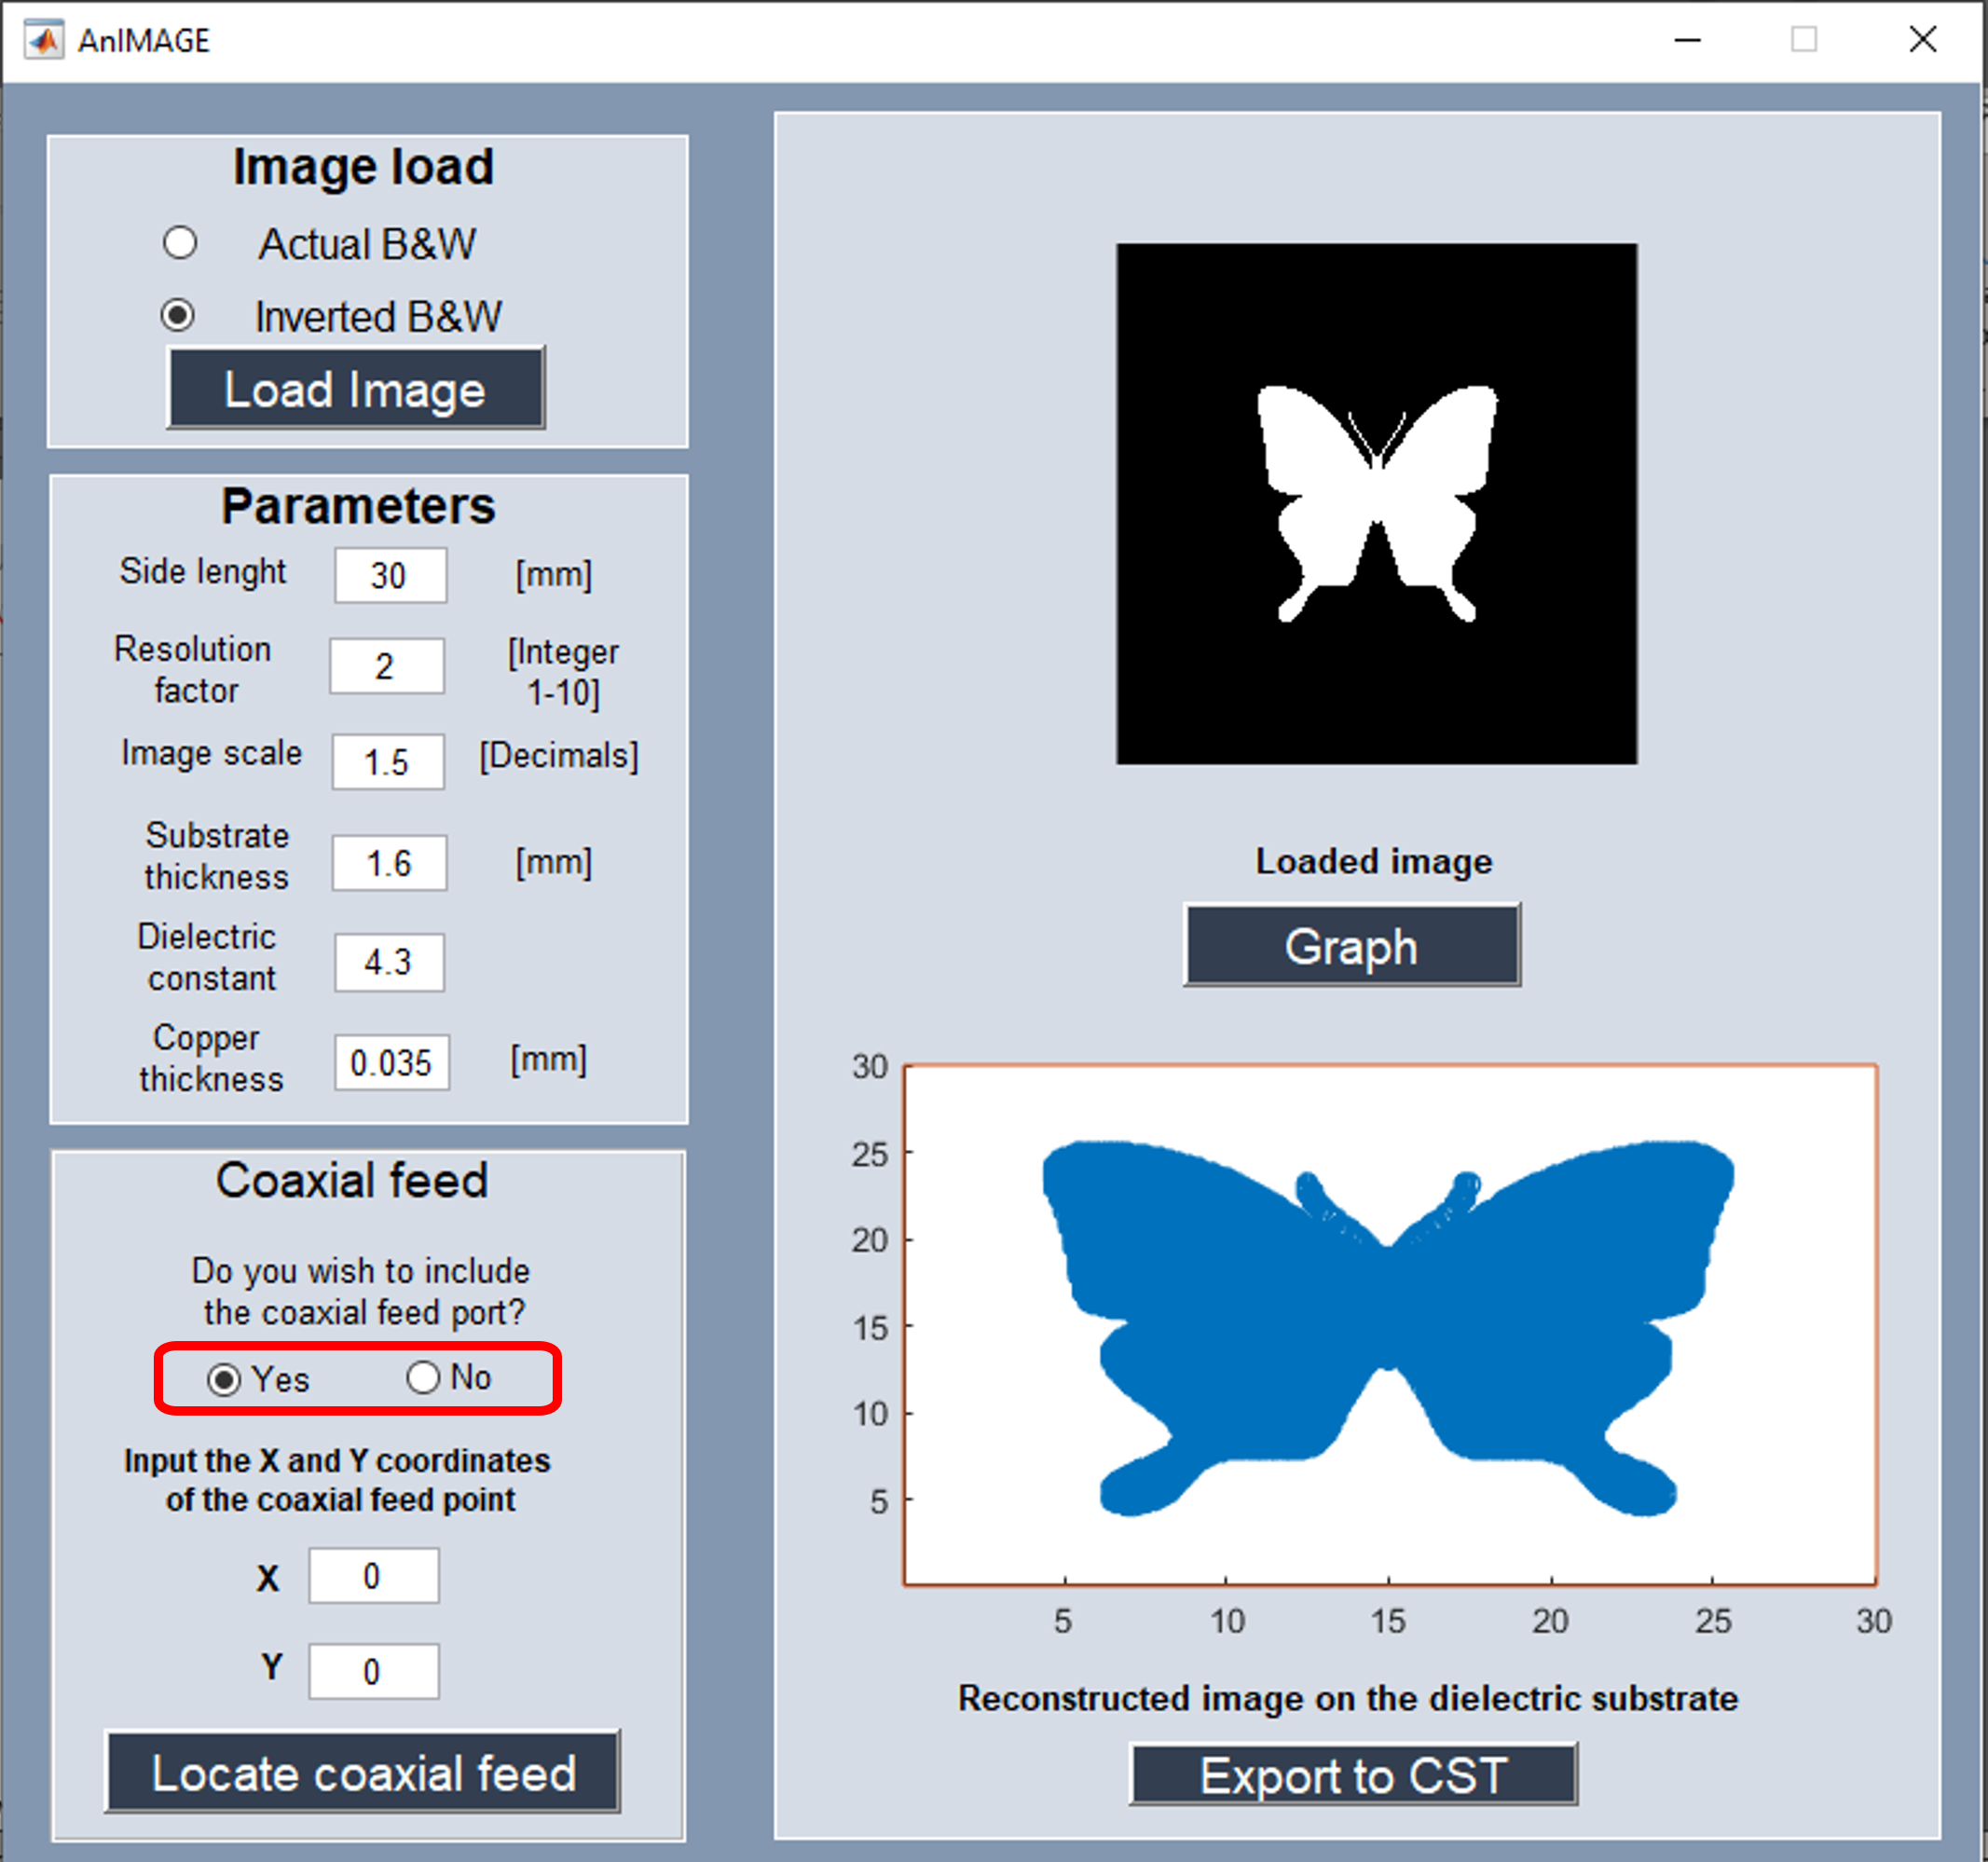 AnIMAGE
Image load
Actual B&W
Inverted B&W
Load Image
Parameters
Side lenght 30 [mm]
Resolution
factor
2
[Integer
1-10]
Image scale 1.5 [Decimals]
Substrate
thickness
1.6 [mm]
Dielectric
constant
4.3
Copper
thickness
0.035 [mm]
Coaxial feed
Do you wish to include
the coaxial feed port?
Yes No
Input the X and Y coordinates
of the coaxial feed point
X 0
Y 0
Locate coaxial feed
Loaded image
Graph
30
25
20
15
10
5
5 10 15 20 25 30
Reconstructed image on the dielectric substrate
Export to CST